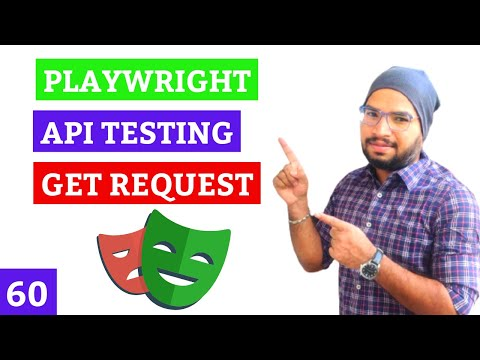 PLAYWRIGHT
API TESTING
GET REQUEST
60